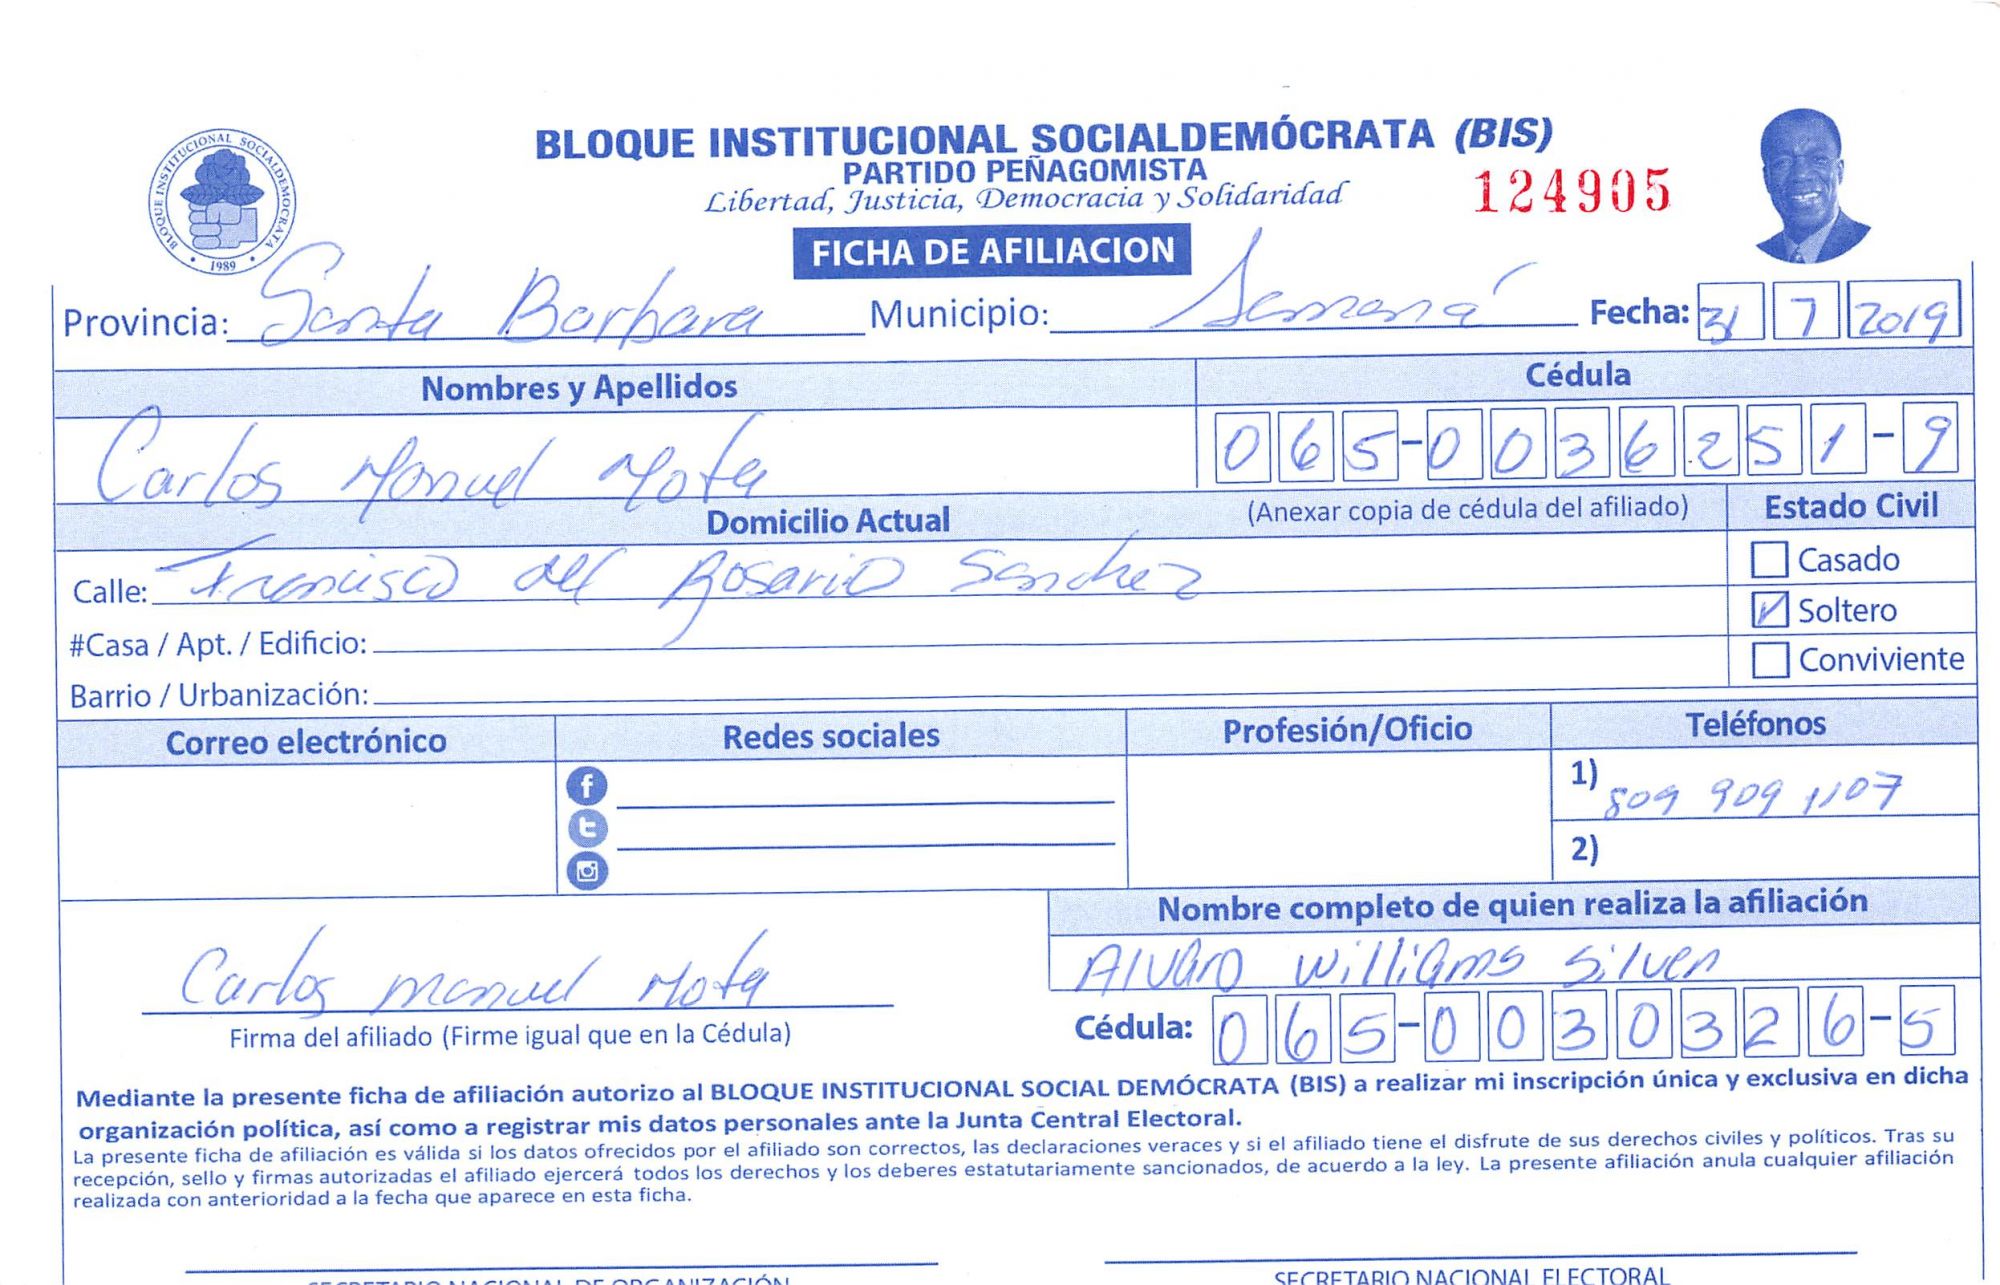 BLOQUE INSTITUCIONAL SOCIALDEMÓCRATA (BIS)
PARTIDO PEÑAGOMISTA
Libertad, Justicia, Democracia y Solidaridad
124905
BLOQUE INSTITUCIONAL SOCIALDEMOCRATA
1989
FICHA DE AFILIACION
Provincia: Santa Barbara Municipio: Samaná Fecha: 31 7 2019
Nombres y Apellidos Cédula
Carlos Manuel Mota 065-0036251-9
Domicilio Actual (Anexar copia de cédula del afiliado) Estado Civil
Calle: Francisco del Rosario Sanchez
Casado
Soltero
#Casa / Apt. / Edificio:
Conviviente
Barrio / Urbanización:
Correo electrónico Redes sociales Profesión/Oficio Teléfonos
1) 809 909 1107
2)
Nombre completo de quien realiza la afiliación
Alvaro Williams Silven
Carlos manuel Mota
Firma del afiliado (Firme igual que en la Cédula)
Cédula: 065-0030326-5
Mediante la presente ficha de afiliación autorizo al BLOQUE INSTITUCIONAL SOCIAL DEMÓCRATA (BIS) a realizar mi inscripción única y exclusiva en dicha
organización política, así como a registrar mis datos personales ante la Junta Central Electoral.
La presente ficha de afiliación es válida si los datos ofrecidos por el afiliado son correctos, las declaraciones veraces y si el afiliado tiene el disfrute de sus derechos civiles y políticos. Tras su
recepción, sello y firmas autorizadas el afiliado ejercerá todos los derechos y los deberes estatutariamente sancionados, de acuerdo a la ley. La presente afiliación anula cualquier afiliación
realizada con anterioridad a la fecha que aparece en esta ficha.
SECRETARIO NACIONAL DE ORGANIZACIÓN SECRETARIO NACIONAL ELECTORAL